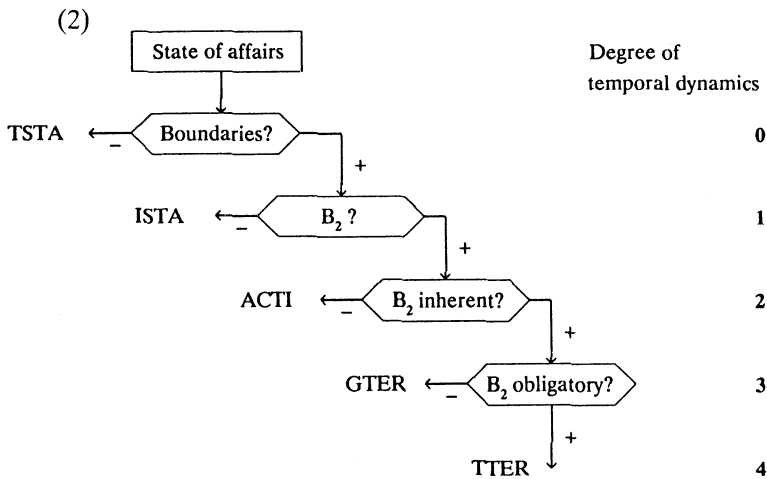 (2)
State of affairs
Degree of
temporal dynamics
TSTA
−
Boundaries?
0
+
ISTA
−
B₂ ?
1
+
ACTI
−
B₂ inherent?
2
+
GTER
−
B₂ obligatory?
3
+
TTER
4